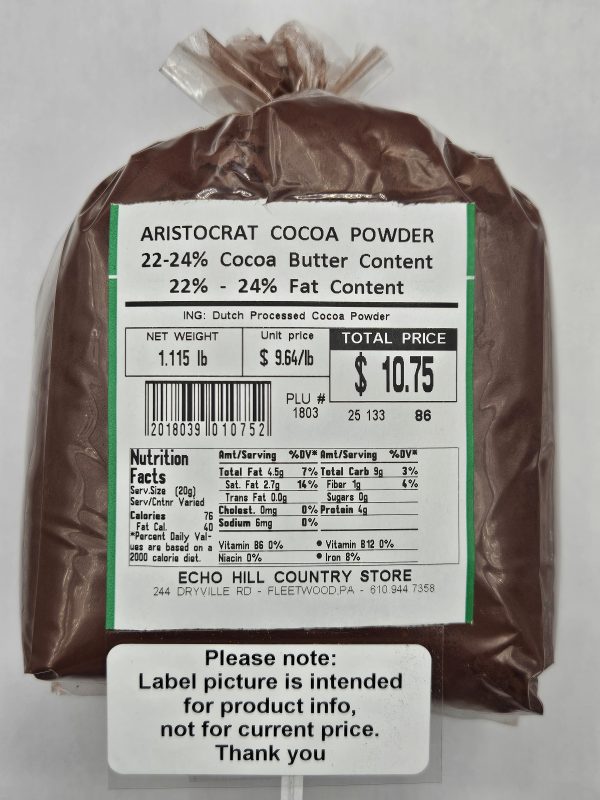 ARISTOCRAT COCOA POWDER
22-24% Cocoa Butter Content
22% - 24% Fat Content
ING: Dutch Processed Cocoa Powder
NET WEIGHT
1.115 lb
Unit price
$ 9.64/lb
TOTAL PRICE
$ 10.75
2018039 010752
PLU #
1803
25 133 86
Nutrition
Facts
Serv.Size (20g)
Serv/Cntnr Varied
Calories 76
Fat Cal. 40
*Percent Daily Val-
ues are based on a
2000 calorie diet.
Amt/Serving %DV* Amt/Serving %DV*
Total Fat 4.5g 7% Total Carb 9g 3%
Sat. Fat 2.7g 14% Fiber 1g 4%
Trans Fat 0.0g Sugars 0g
Cholest. 0mg 0% Protein 4g
Sodium 6mg 0%
Vitamin B6 0% • Vitamin B12 0%
Niacin 0% • Iron 8%
ECHO HILL COUNTRY STORE
244 DRYVILLE RD - FLEETWOOD,PA - 610 944 7358
Please note:
Label picture is intended
for product info,
not for current price.
Thank you